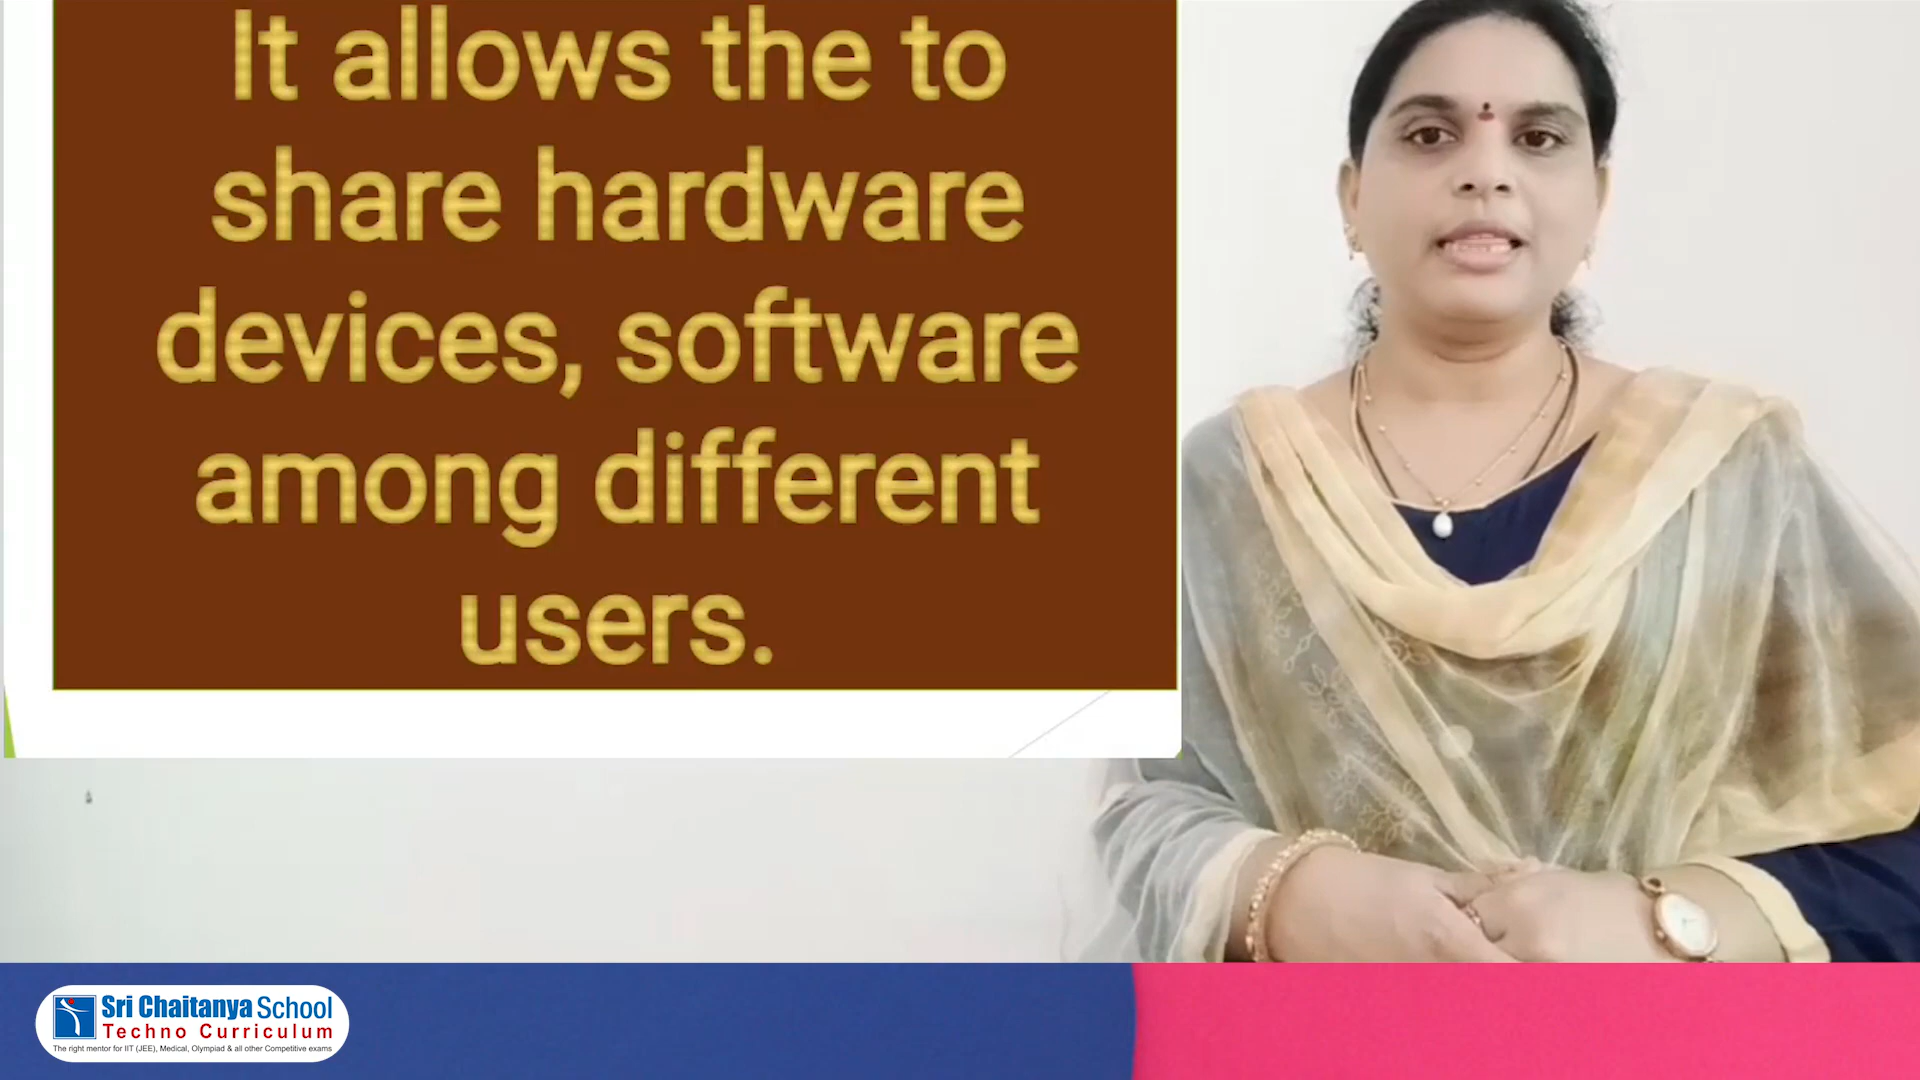 It allows the to
share hardware
devices, software
among different
users.
Sri Chaitanya School
Techno Curriculum
The right mentor for IIT (JEE), Medical, Olympiad & all other Competitive exams